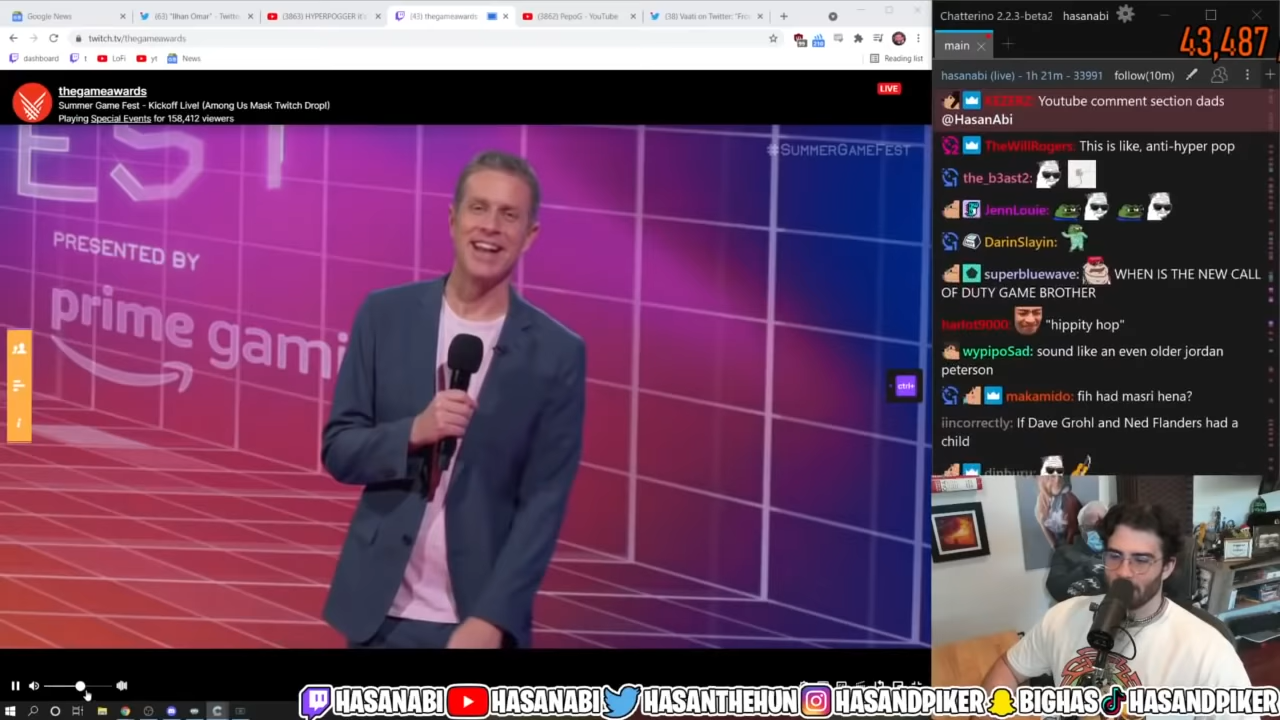 Google News
(63) "Ilhan Omar" - Twitte
(3863) HYPERPOGGER it'
(43) thegameawards
(3862) PepoG - YouTube
(38) Vaati on Twitter: "Fro
twitch.tv/thegameawards
dashboard
t
LoFi
yt
News
Reading list
thegameawards
Summer Game Fest - Kickoff Live! (Among Us Mask Twitch Drop!)
Playing Special Events for 158,412 viewers
LIVE
#SUMMERGAMEFEST
EST
PRESENTED BY
prime gami
ctrl+
Chatterino 2.2.3-beta2
hasanabi
main
43,487
hasanabi (live) - 1h 21m - 33991
follow(10m)
Youtube comment section dads
@HasanAbi
TheWillRogers: This is like, anti-hyper pop
the_b3ast2:
JennLouie:
DarinSlayin:
superbluewave: WHEN IS THE NEW CALL
OF DUTY GAME BROTHER
harlot9000: "hippity hop"
wypipoSad: sound like an even older jordan
peterson
makamido: fih had masri hena?
iincorrectly: If Dave Grohl and Ned Flanders had a
child
HASANABI
HASANABI
HASANTHEHUN
HASANDPIKER
BIGHAS
HASANDPIKER